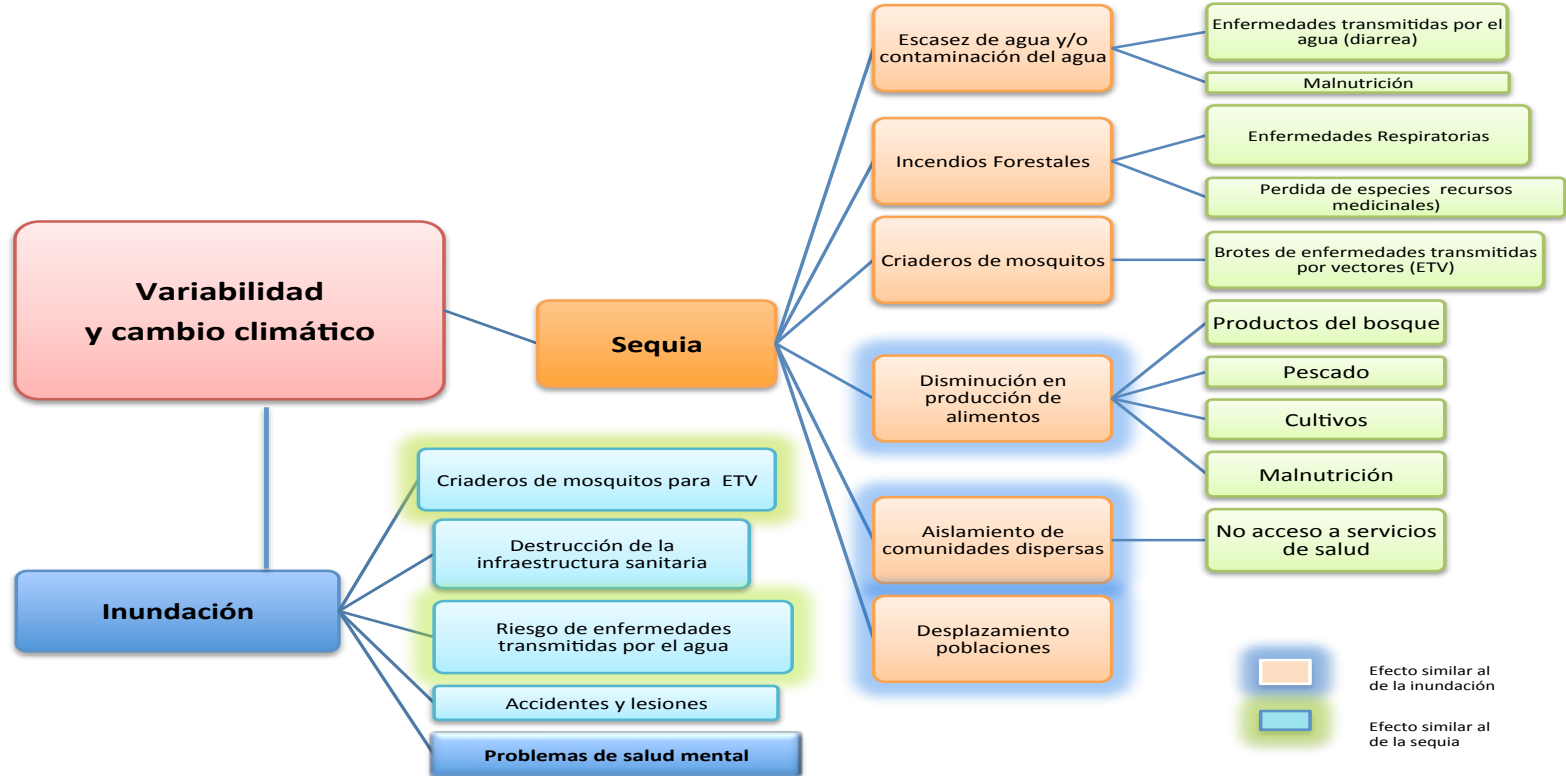 Variabilidad
y cambio climático
Sequia
Escasez de agua y/o
contaminación del agua
Enfermedades transmitidas por el
agua (diarrea)
Malnutrición
Incendios Forestales
Enfermedades Respiratorias
Perdida de especies recursos
medicinales)
Criaderos de mosquitos
Brotes de enfermedades transmitidas
por vectores (ETV)
Disminución en
producción de
alimentos
Productos del bosque
Pescado
Cultivos
Malnutrición
Aislamiento de
comunidades dispersas
No acceso a servicios
de salud
Desplazamiento
poblaciones
Inundación
Criaderos de mosquitos para ETV
Destrucción de la
infraestructura sanitaria
Riesgo de enfermedades
transmitidas por el agua
Accidentes y lesiones
Problemas de salud mental
Efecto similar al
de la inundación
Efecto similar al
de la sequia